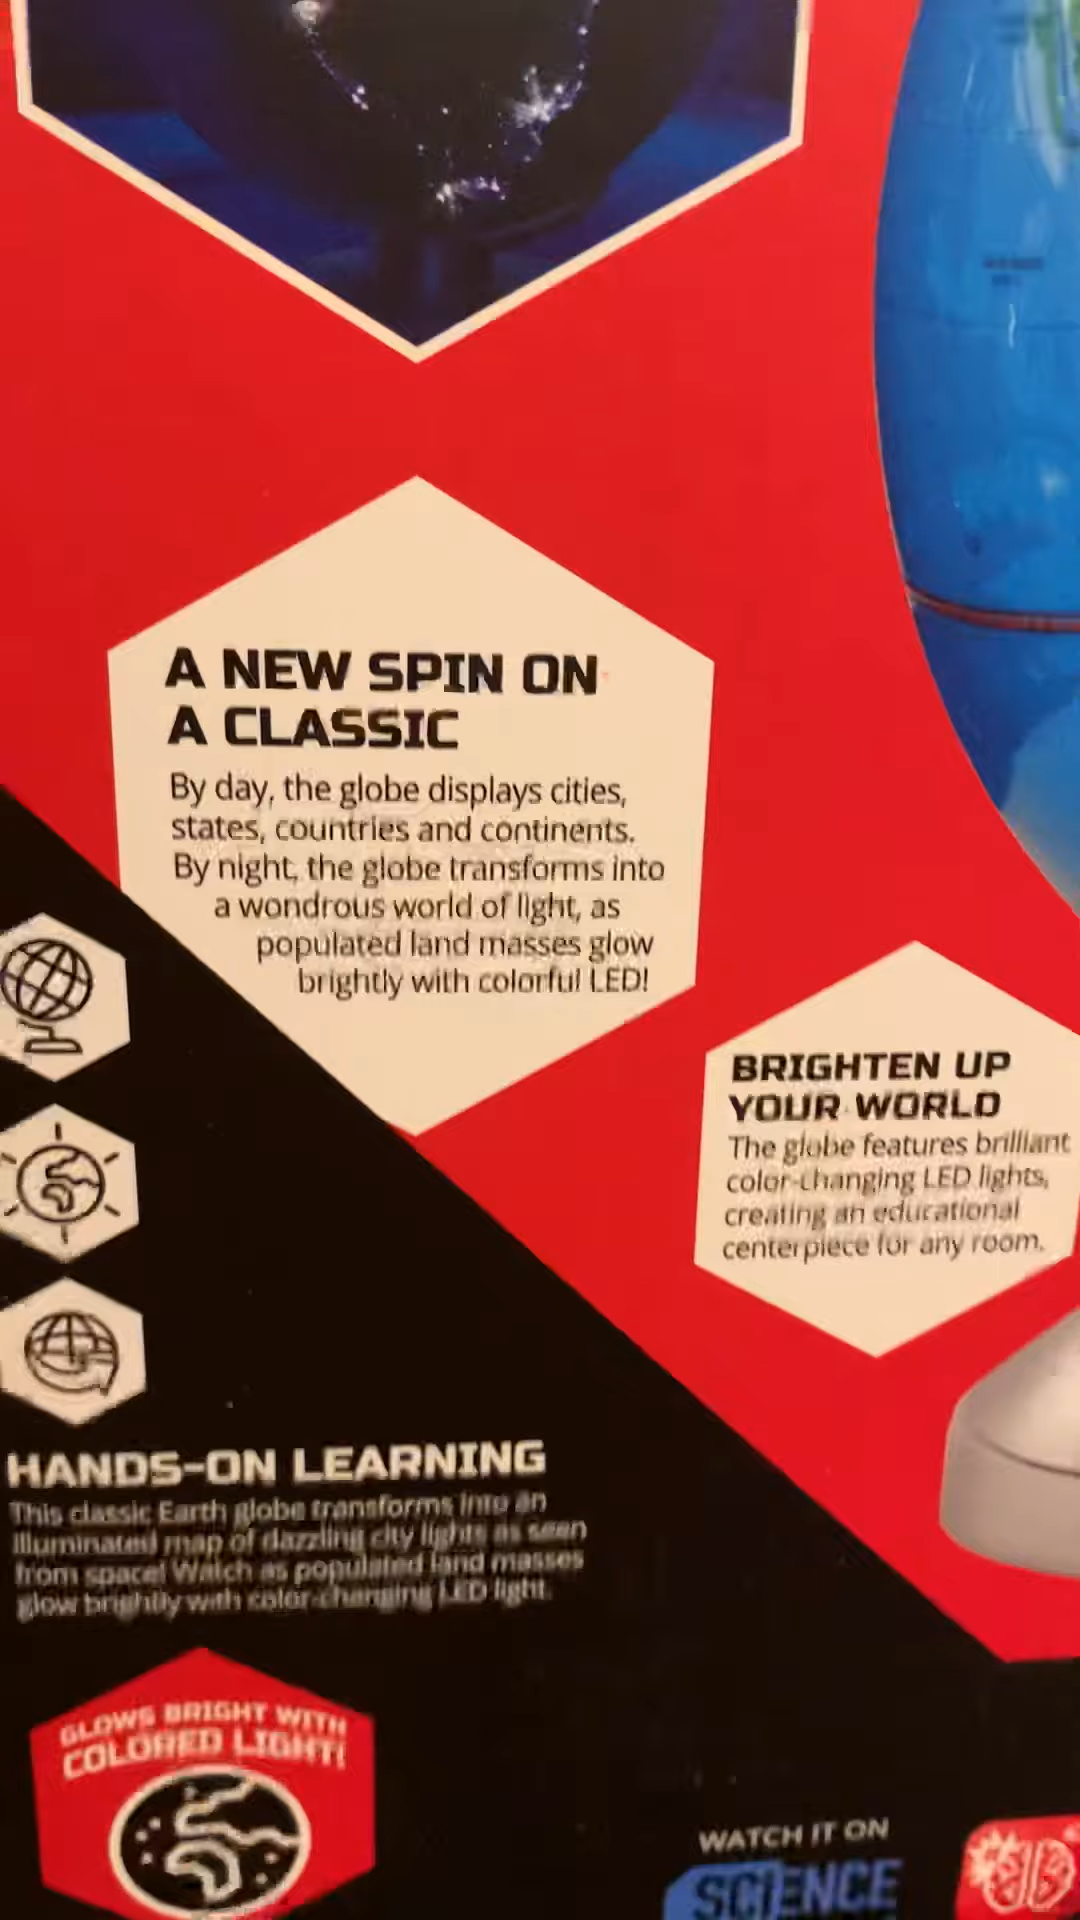 A NEW SPIN ON
A CLASSIC
By day, the globe displays cities,
states, countries and continents.
By night, the globe transforms into
a wondrous world of light, as
populated land masses glow
brightly with colorful LED!
BRIGHTEN UP
YOUR WORLD
The globe features brilliant
color-changing LED lights,
creating an educational
centerpiece for any room.
HANDS-ON LEARNING
This classic Earth globe transforms into an
illuminated map of dazzling city lights as seen
from space! Watch as populated land masses
glow brightly with color-changing LED light.
GLOWS BRIGHT WITH
COLORED LIGHT!
WATCH IT ON
SCIENCE